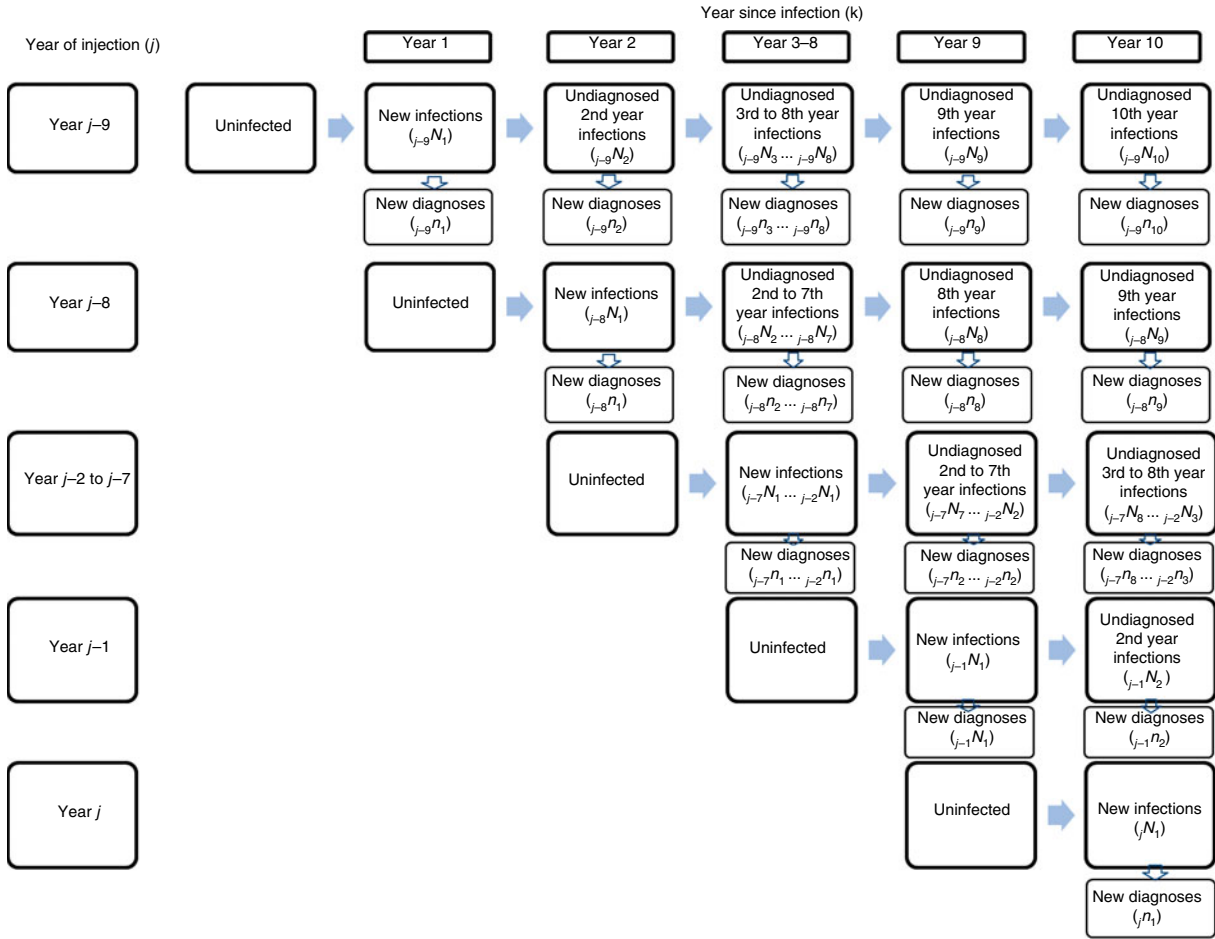 Year since infection (k)
Year of injection (j)
Year 1
Year 2
Year 3–8
Year 9
Year 10
Year j–9
Uninfected
New infections
(j–9N1)
Undiagnosed
2nd year
infections
(j–9N2)
Undiagnosed
3rd to 8th year
infections
(j–9N3 ... j–9N8)
Undiagnosed
9th year
infections
(j–9N9)
Undiagnosed
10th year
infections
(j–9N10)
New diagnoses
(j–9n1)
New diagnoses
(j–9n2)
New diagnoses
(j–9n3 ... j–9n8)
New diagnoses
(j–9n9)
New diagnoses
(j–9n10)
Year j–8
Uninfected
New infections
(j–8N1)
Undiagnosed
2nd to 7th
year infections
(j–8N2 ... j–8N7)
Undiagnosed
8th year
infections
(j–8N8)
Undiagnosed
9th year
infections
(j–8N9)
New diagnoses
(j–8n1)
New diagnoses
(j–8n2 ... j–8n7)
New diagnoses
(j–8n8)
New diagnoses
(j–8n9)
Year j–2 to j–7
Uninfected
New infections
(j–7N1 ... j–2N1)
Undiagnosed
2nd to 7th
year infections
(j–7N7 ... j–2N2)
Undiagnosed
3rd to 8th year
infections
(j–7N8 ... j–2N3)
New diagnoses
(j–7n1 ... j–2n1)
New diagnoses
(j–7n2 ... j–2n2)
New diagnoses
(j–7n8 ... j–2n3)
Year j–1
Uninfected
New infections
(j–1N1)
Undiagnosed
2nd year
infections
(j–1N2 )
New diagnoses
(j–1N1)
New diagnoses
(j–1n2)
Year j
Uninfected
New infections
(jN1)
New diagnoses
(jn1)